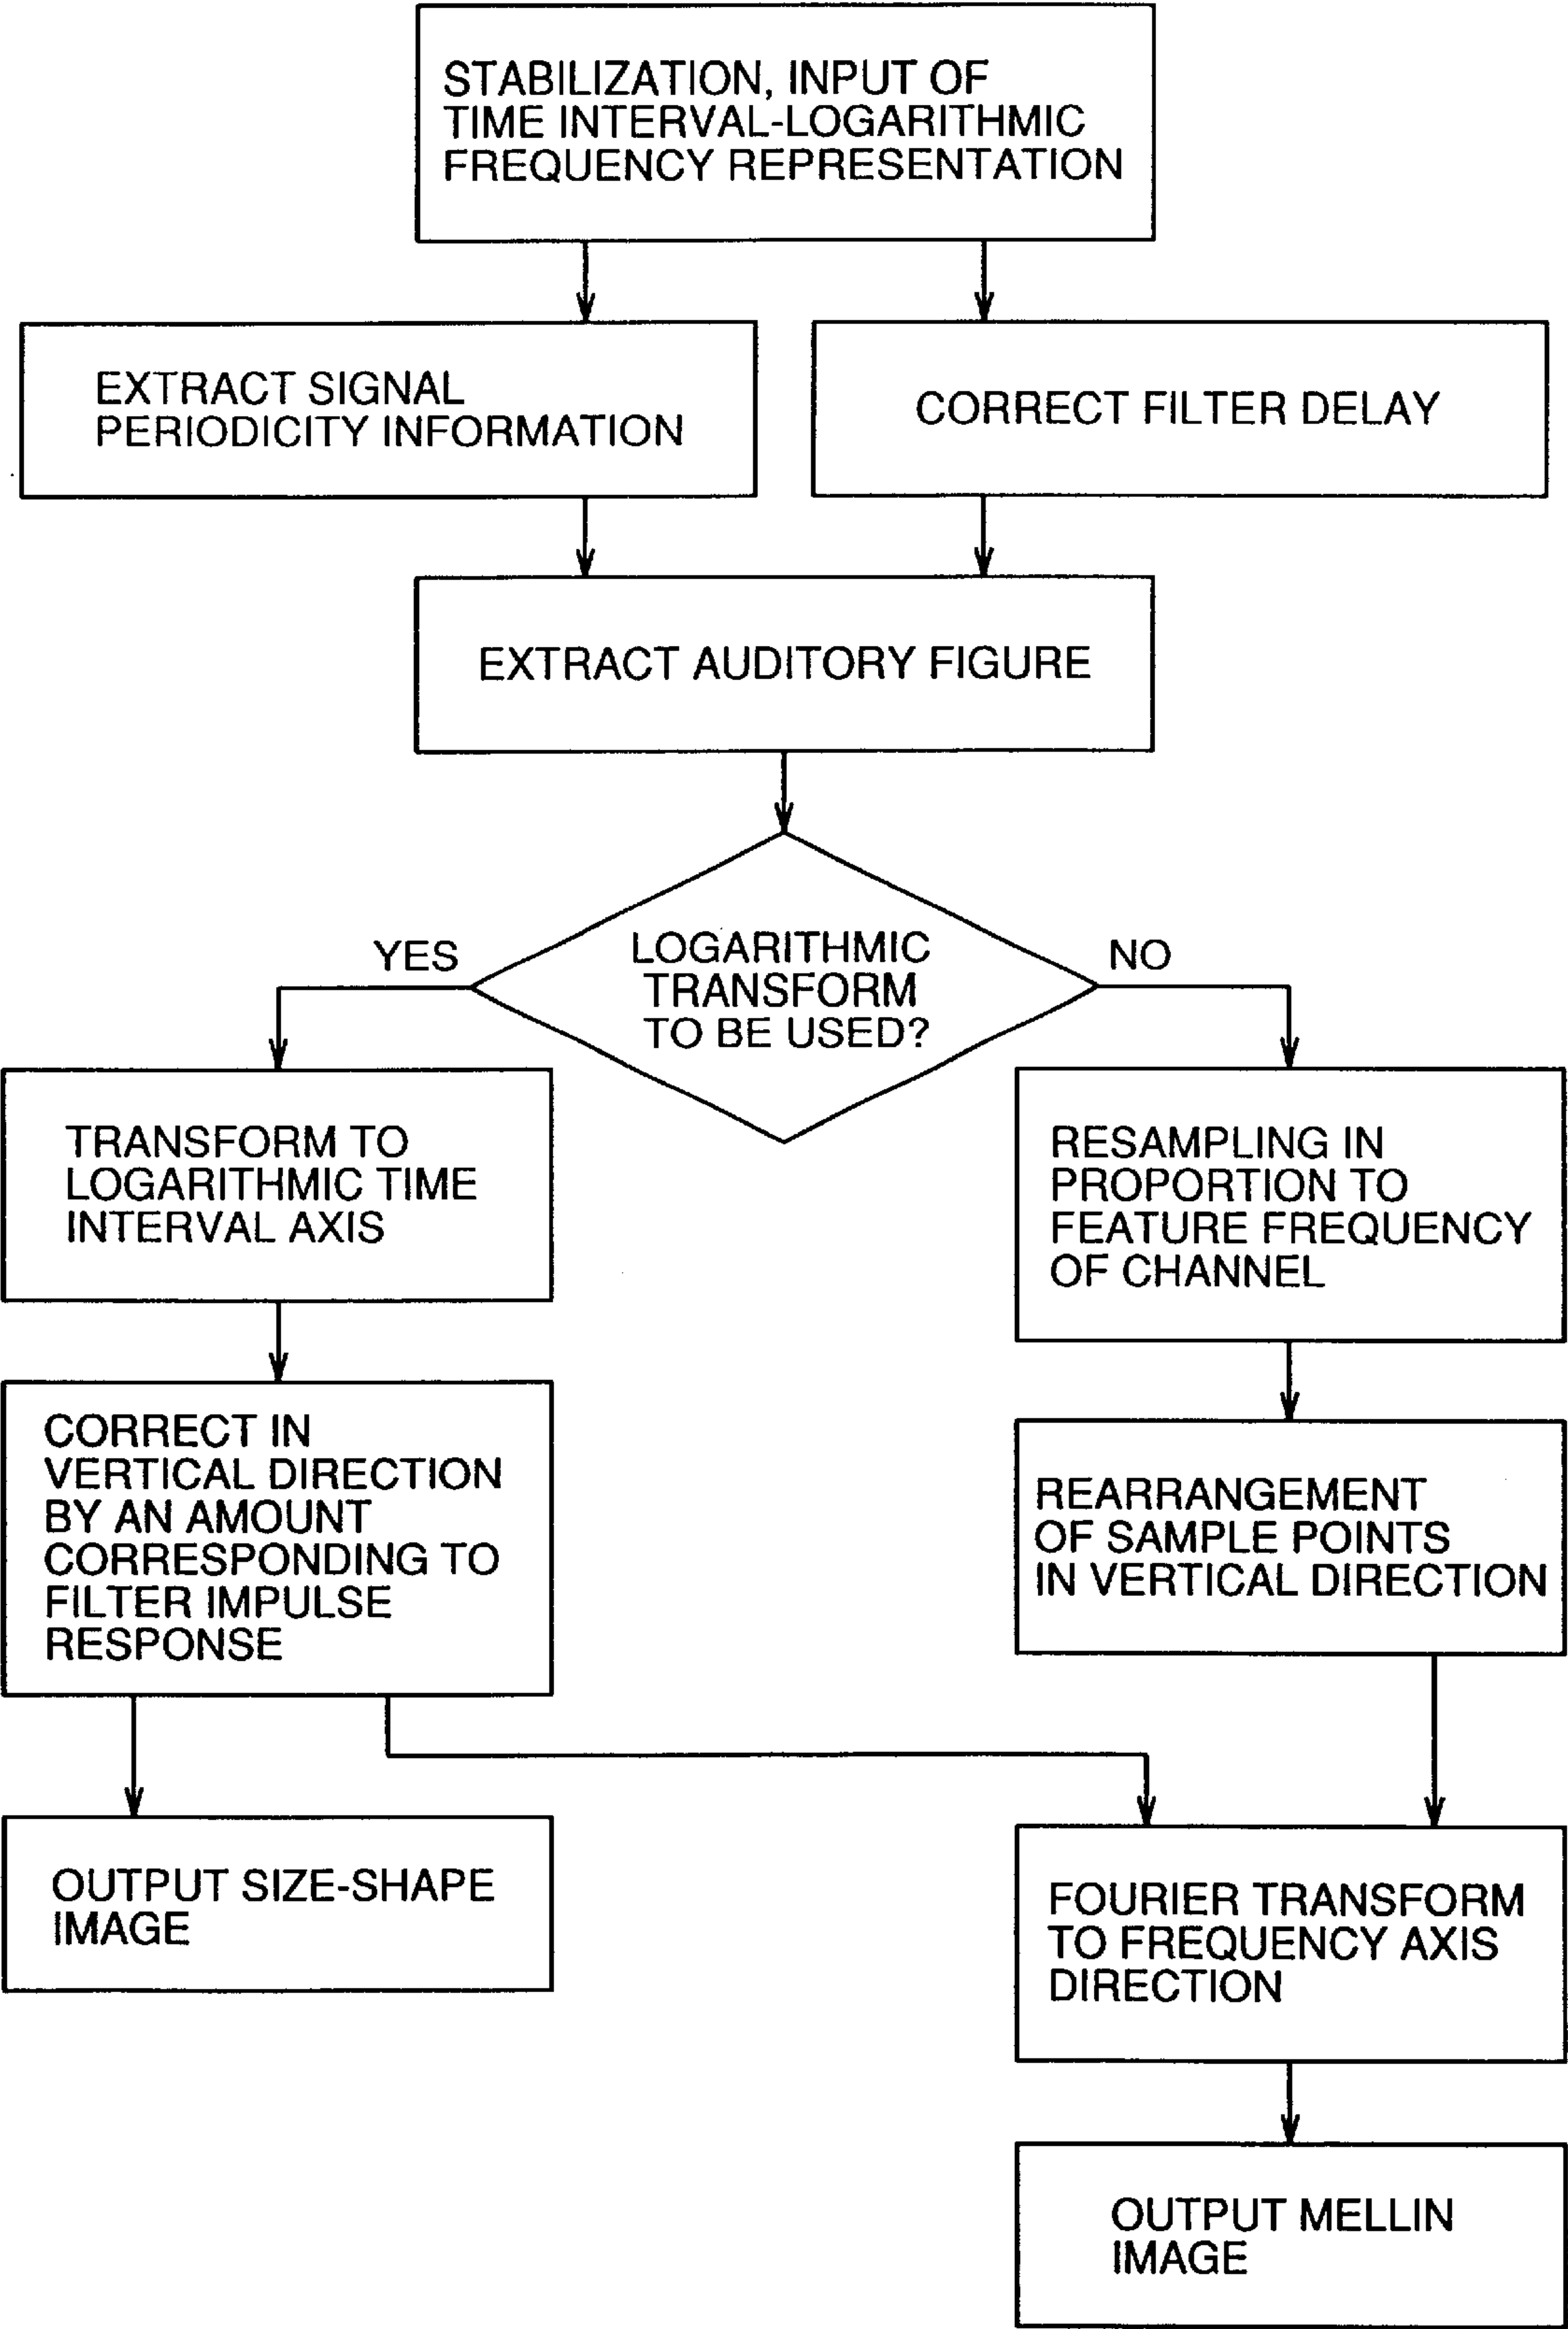 STABILIZATION, INPUT OF
TIME INTERVAL-LOGARITHMIC
FREQUENCY REPRESENTATION
EXTRACT SIGNAL
PERIODICITY INFORMATION
CORRECT FILTER DELAY
EXTRACT AUDITORY FIGURE
LOGARITHMIC
TRANSFORM
TO BE USED?
YES
NO
TRANSFORM TO
LOGARITHMIC TIME
INTERVAL AXIS
RESAMPLING IN
PROPORTION TO
FEATURE FREQUENCY
OF CHANNEL
CORRECT IN
VERTICAL DIRECTION
BY AN AMOUNT
CORRESPONDING TO
FILTER IMPULSE
RESPONSE
REARRANGEMENT
OF SAMPLE POINTS
IN VERTICAL DIRECTION
OUTPUT SIZE-SHAPE
IMAGE
FOURIER TRANSFORM
TO FREQUENCY AXIS
DIRECTION
OUTPUT MELLIN
IMAGE